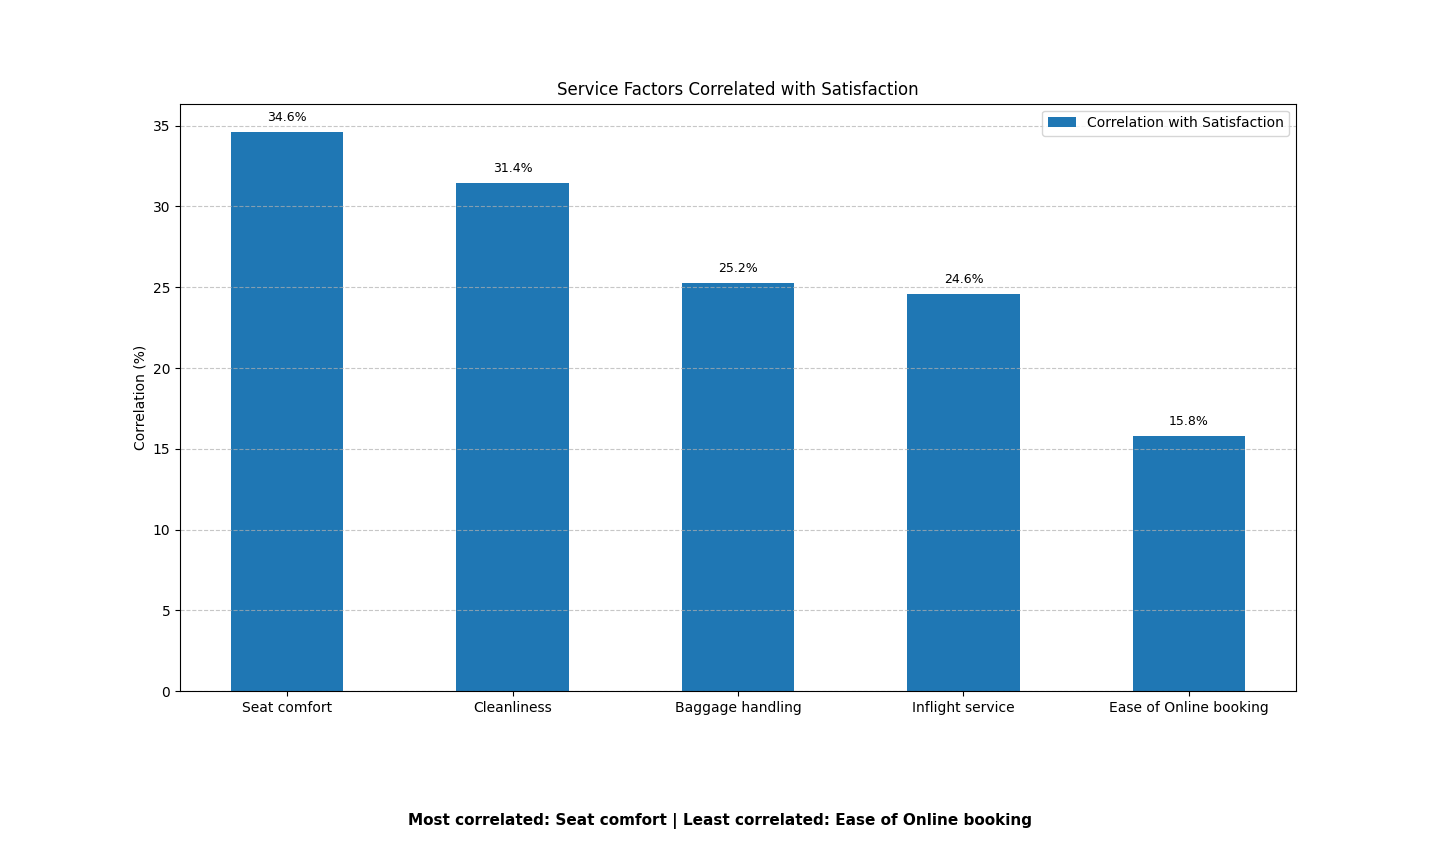 Service Factors Correlated with Satisfaction
Correlation with Satisfaction
34.6%
31.4%
25.2%
24.6%
15.8%
Correlation (%)
35
30
25
20
15
10
5
0
Seat comfort
Cleanliness
Baggage handling
Inflight service
Ease of Online booking
Most correlated: Seat comfort | Least correlated: Ease of Online booking